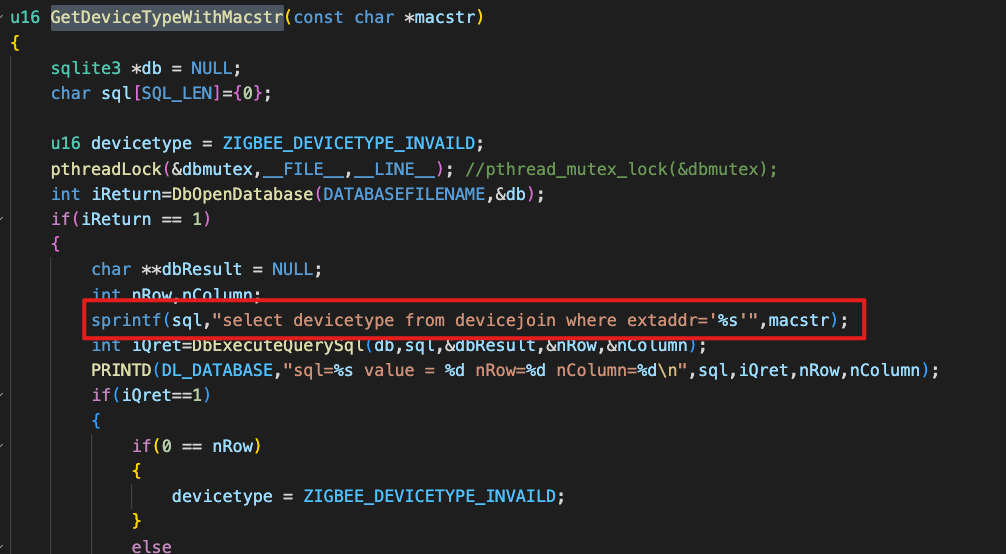 u16 GetDeviceTypeWithMacstr(const char *macstr)
{
sqlite3 *db = NULL;
char sql[SQL_LEN]={0};
u16 devicetype = ZIGBEE_DEVICETYPE_INVAILD;
pthreadLock(&dbmutex,__FILE__,__LINE__); //pthread_mutex_lock(&dbmutex);
int iReturn=DbOpenDatabase(DATABASEFILENAME,&db);
if(iReturn == 1)
{
char **dbResult = NULL;
int nRow,nColumn;
sprintf(sql,"select devicetype from devicejoin where extaddr='%s'",macstr);
int iQret=DbExecuteQuerySql(db,sql,&dbResult,&nRow,&nColumn);
PRINTD(DL_DATABASE,"sql=%s value = %d nRow=%d nColumn=%d\n",sql,iQret,nRow,nColumn);
if(iQret==1)
{
if(0 == nRow)
{
devicetype = ZIGBEE_DEVICETYPE_INVAILD;
}
else